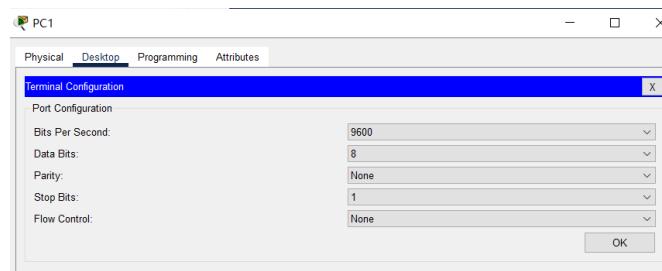 PC1
Physical Desktop Programming Attributes
Terminal Configuration X
Port Configuration
Bits Per Second: 9600
Data Bits: 8
Parity: None
Stop Bits: 1
Flow Control: None
OK